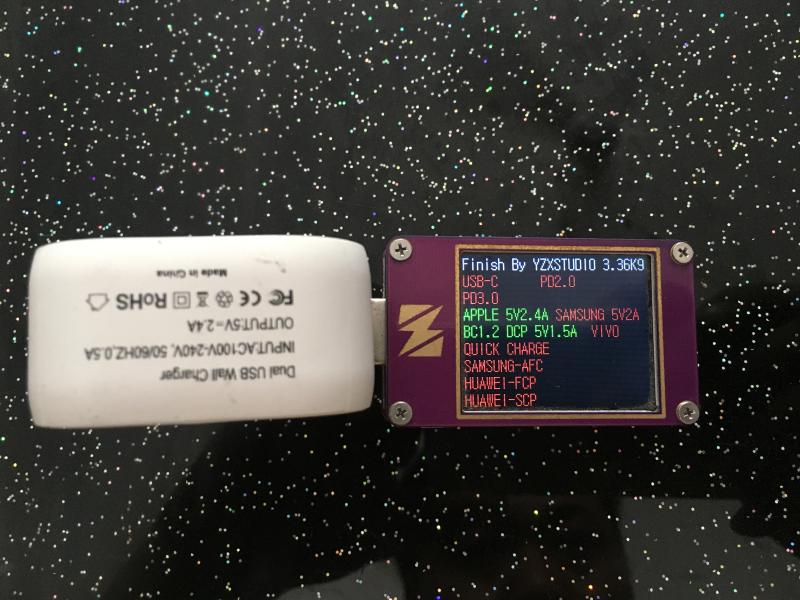 Dual USB Wall Charger
INPUT:AC100V-240V, 50/60HZ,0.5A
OUTPUT:5V⎓2.4A
FC CE RoHS
Made in China
Finish By YZXSTUDIO 3.36K9
USB-C PD2.0
PD3.0
APPLE 5V2.4A SAMSUNG 5V2A
BC1.2 DCP 5V1.5A VIVO
QUICK CHARGE
SAMSUNG-AFC
HUAWEI-FCP
HUAWEI-SCP